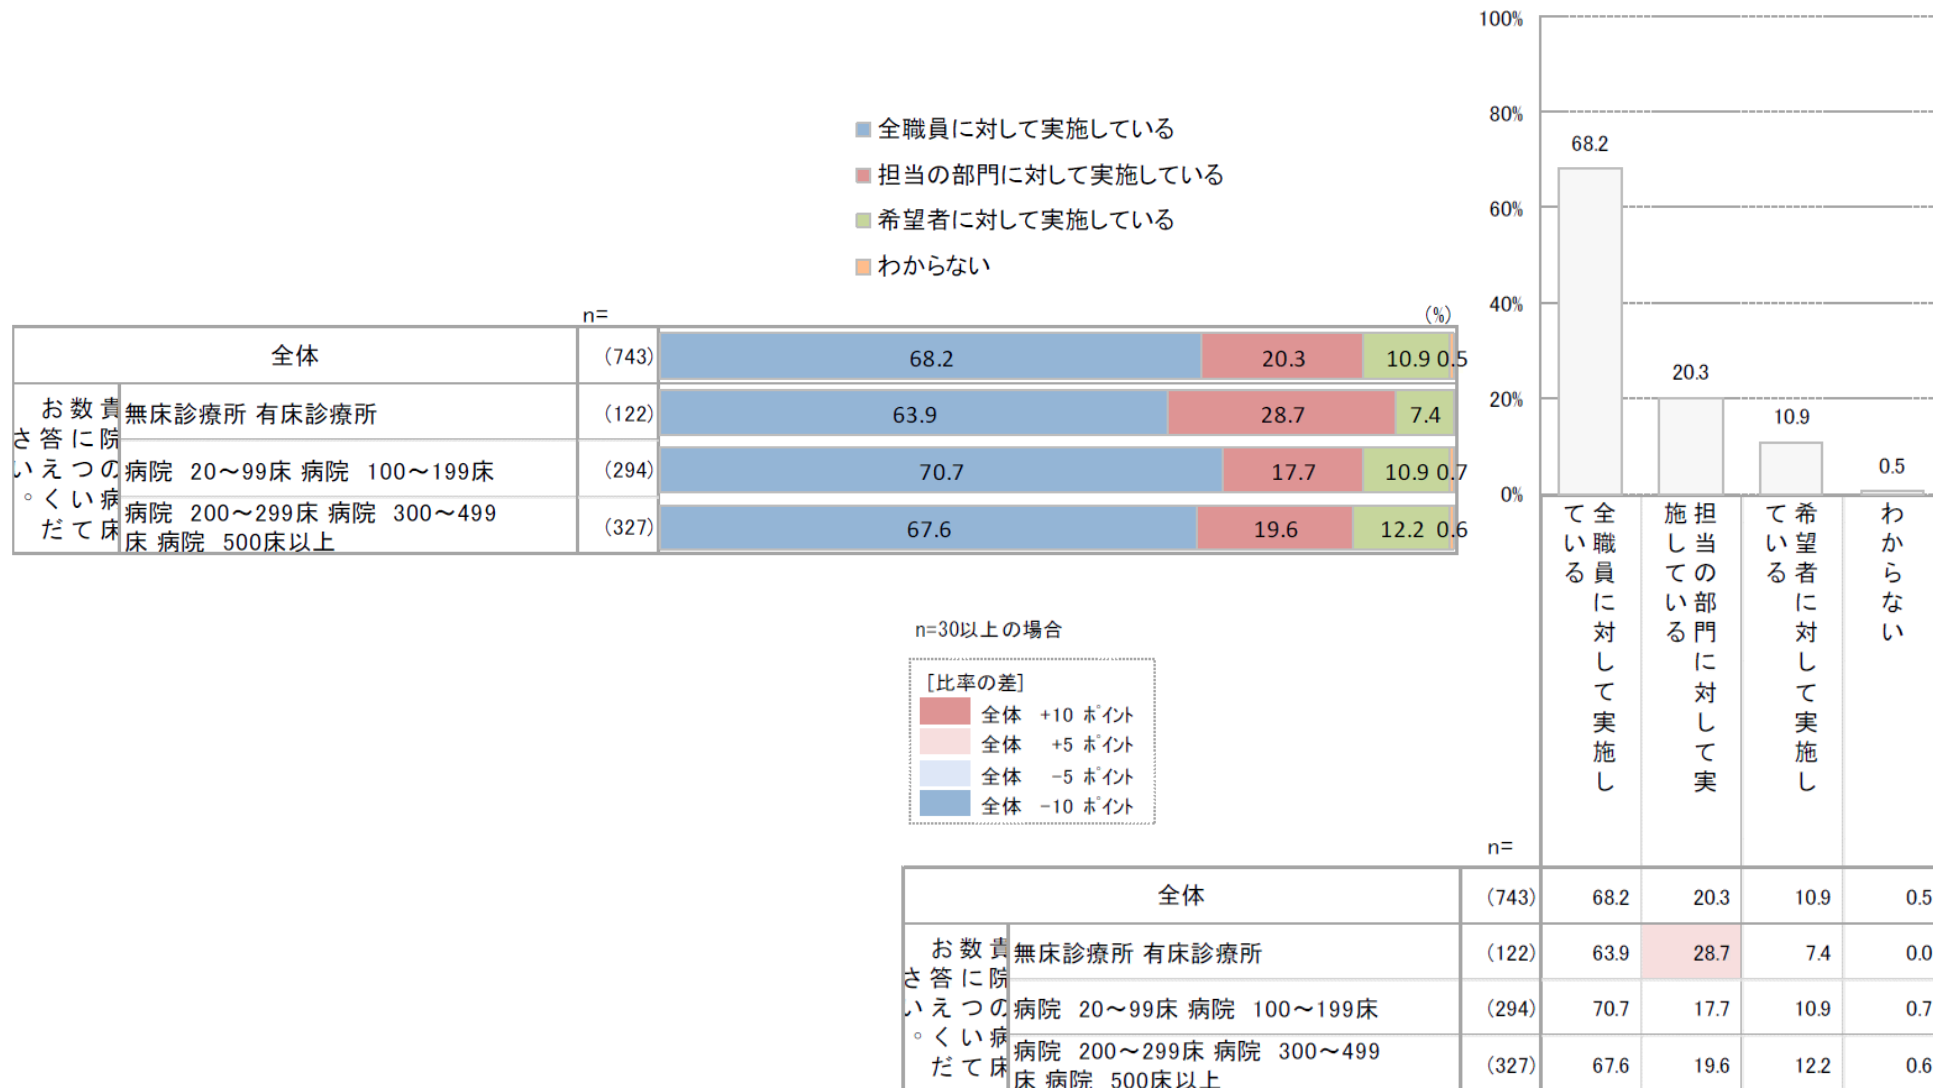 全職員に対して実施している
担当の部門に対して実施している
希望者に対して実施している
わからない
n=
(%)
全体
(743)
68.2
20.3
10.9
0.5
貴院の病床
数について
お答えくだ
さい。
無床診療所 有床診療所
(122)
63.9
28.7
7.4
病院 20～99床 病院 100～199床
(294)
70.7
17.7
10.9
0.7
病院 200～299床 病院 300～499
床 病院 500床以上
(327)
67.6
19.6
12.2
0.6
100%
80%
60%
40%
20%
0%
68.2
20.3
10.9
0.5
全職員に対して実施し
ている
担当の部門に対して実
施している
希望者に対して実施し
ている
わからない
n=30以上の場合
[比率の差]
全体 +10 ﾎﾟｲﾝﾄ
全体 +5 ﾎﾟｲﾝﾄ
全体 -5 ﾎﾟｲﾝﾄ
全体 -10 ﾎﾟｲﾝﾄ
n=
全体
(743)
68.2
20.3
10.9
0.5
貴院の病床
数について
お答えくだ
さい。
無床診療所 有床診療所
(122)
63.9
28.7
7.4
0.0
病院 20～99床 病院 100～199床
(294)
70.7
17.7
10.9
0.7
病院 200～299床 病院 300～499
床 病院 500床以上
(327)
67.6
19.6
12.2
0.6